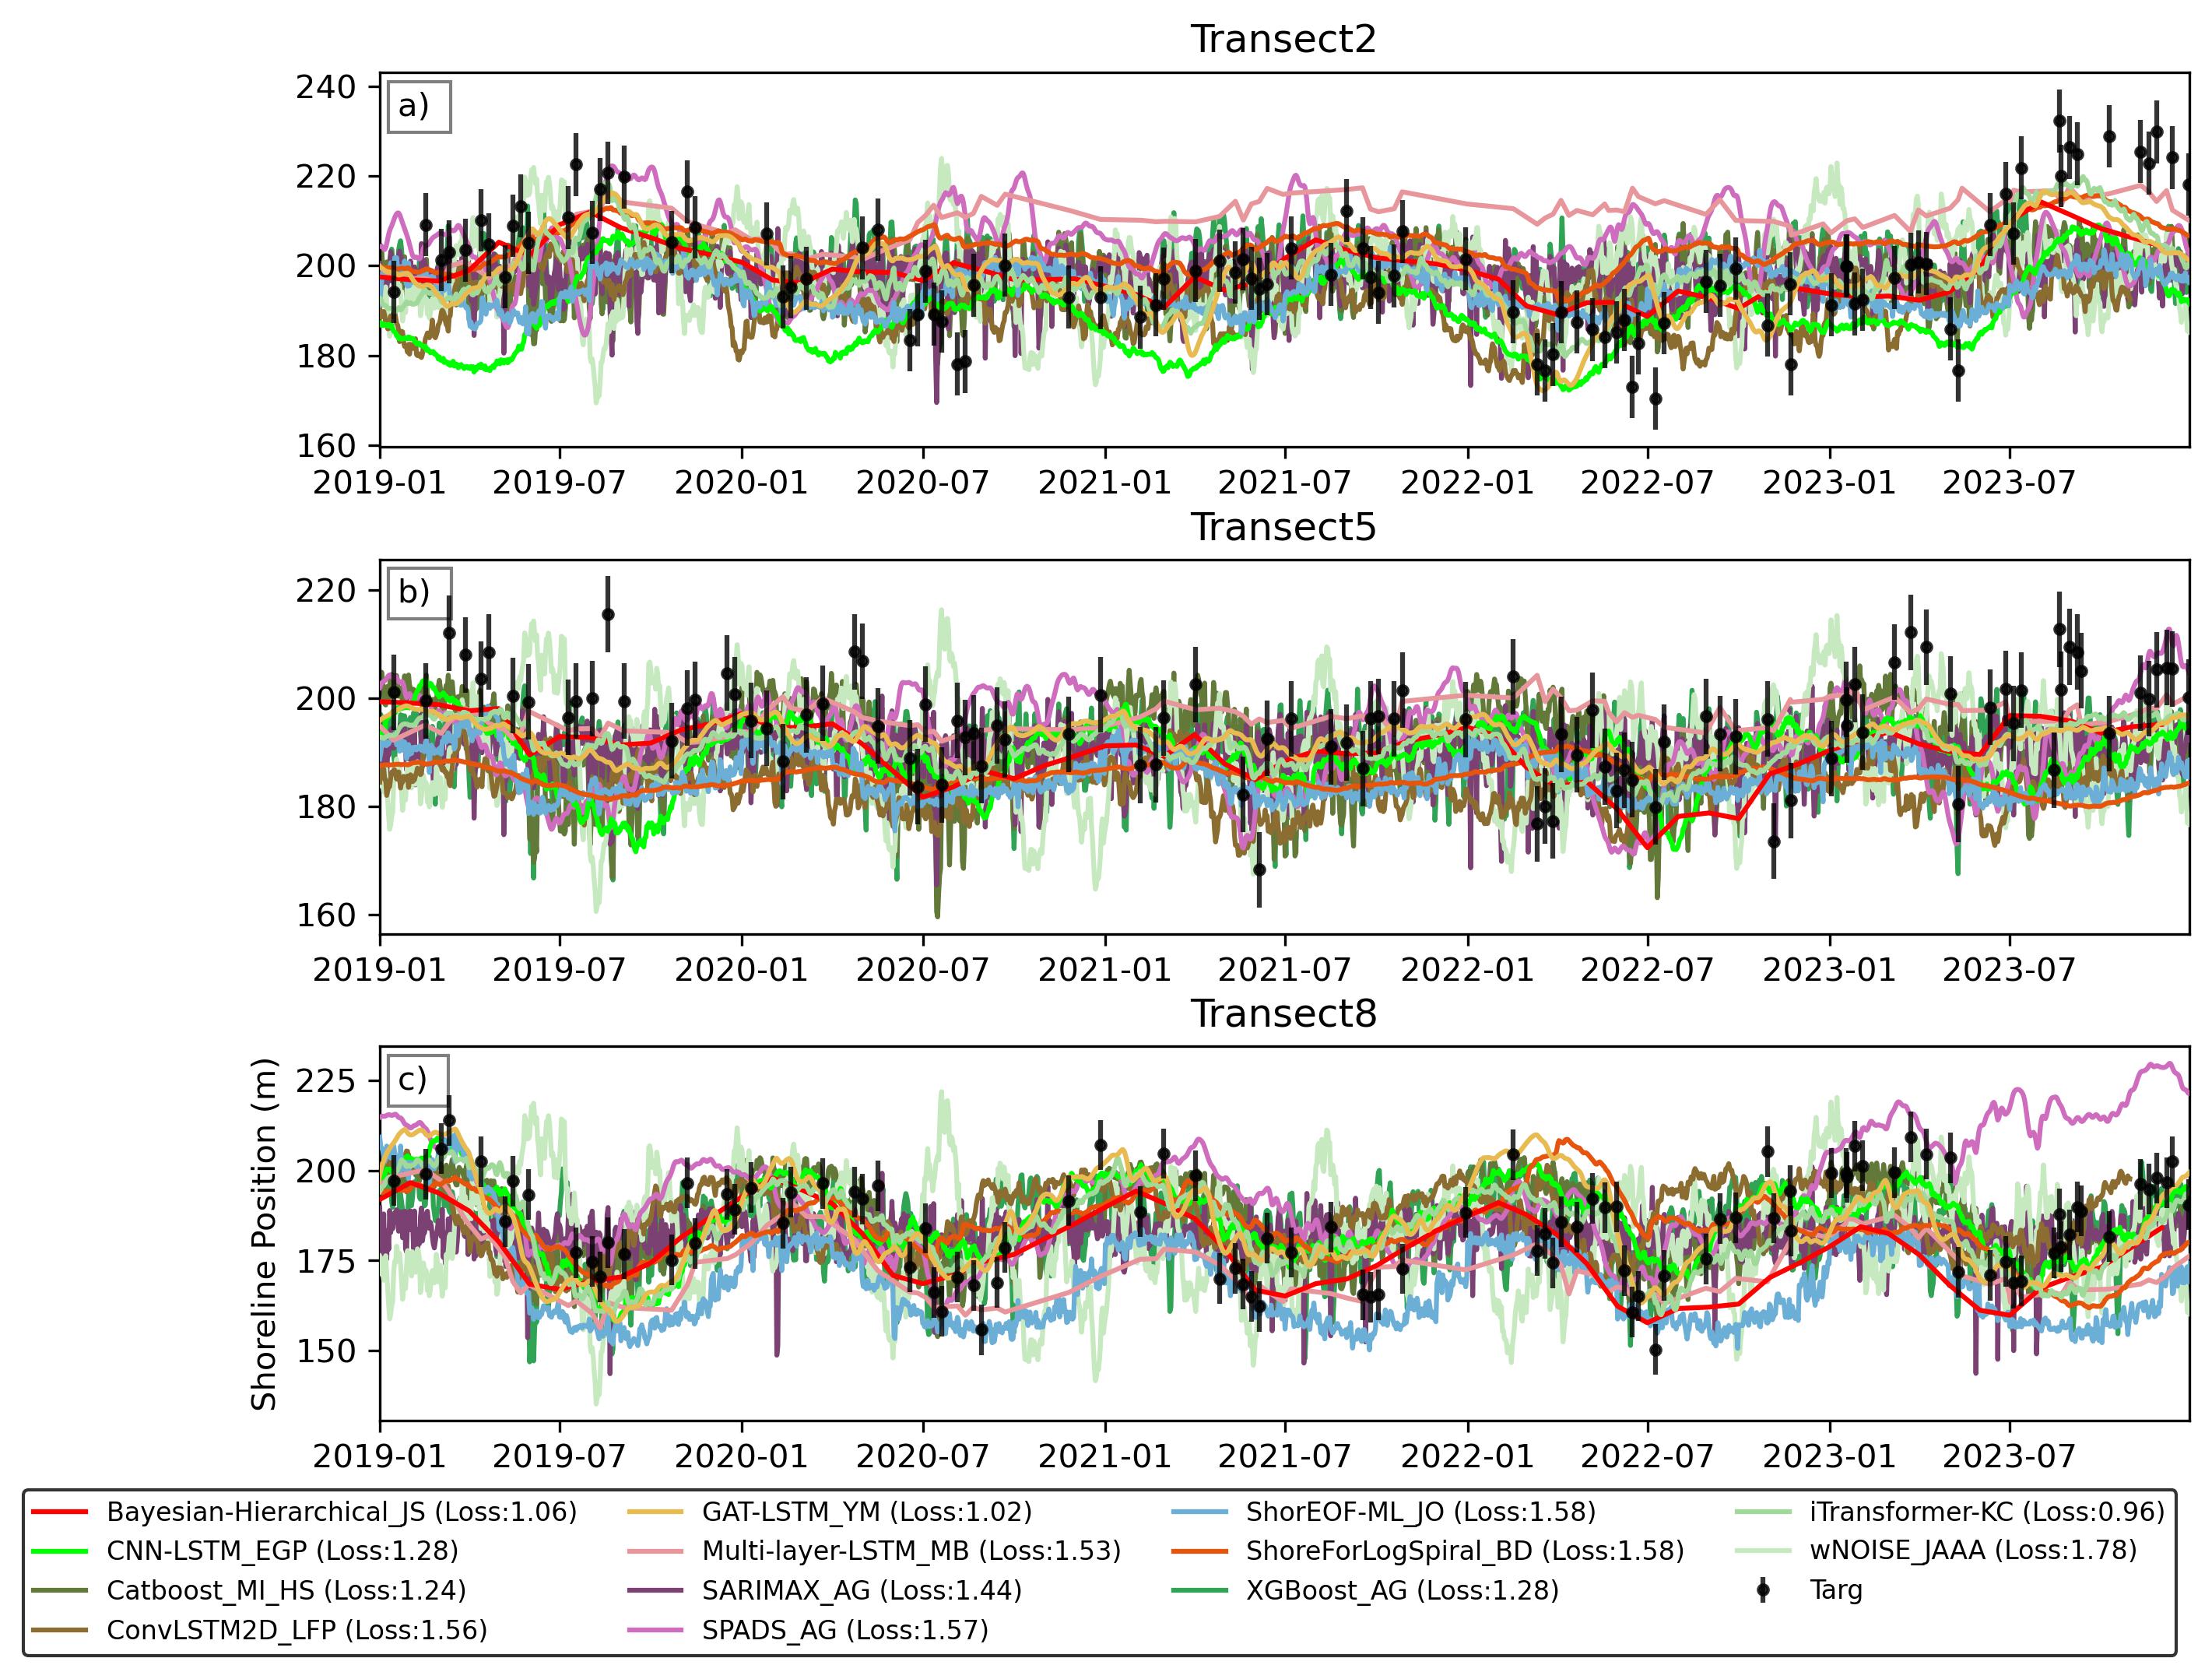 Transect2
a)
240
220
200
180
160
2019-01 2019-07 2020-01 2020-07 2021-01 2021-07 2022-01 2022-07 2023-01 2023-07
Transect5
b)
220
200
180
160
2019-01 2019-07 2020-01 2020-07 2021-01 2021-07 2022-01 2022-07 2023-01 2023-07
Transect8
c)
Shoreline Position (m)
225
200
175
150
2019-01 2019-07 2020-01 2020-07 2021-01 2021-07 2022-01 2022-07 2023-01 2023-07
Bayesian-Hierarchical_JS (Loss:1.06)
CNN-LSTM_EGP (Loss:1.28)
Catboost_MI_HS (Loss:1.24)
ConvLSTM2D_LFP (Loss:1.56)
GAT-LSTM_YM (Loss:1.02)
Multi-layer-LSTM_MB (Loss:1.53)
SARIMAX_AG (Loss:1.44)
SPADS_AG (Loss:1.57)
ShorEOF-ML_JO (Loss:1.58)
ShoreForLogSpiral_BD (Loss:1.58)
XGBoost_AG (Loss:1.28)
iTransformer-KC (Loss:0.96)
wNOISE_JAAA (Loss:1.78)
Targ